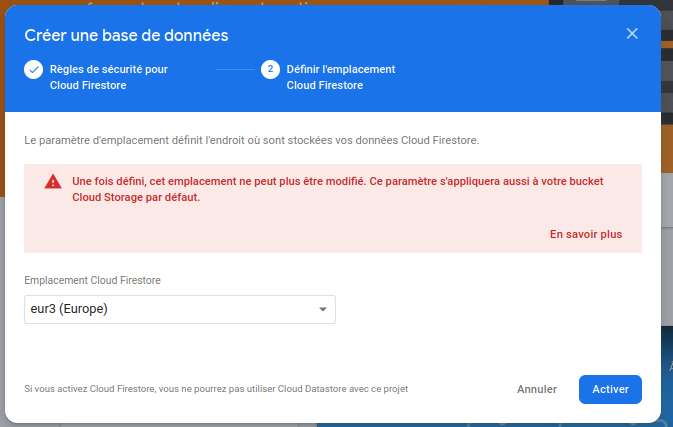 Créer une base de données
Règles de sécurité pour
Cloud Firestore
2
Définir l'emplacement
Cloud Firestore
Le paramètre d'emplacement définit l'endroit où sont stockées vos données Cloud Firestore.
Une fois défini, cet emplacement ne peut plus être modifié. Ce paramètre s'appliquera aussi à votre bucket
Cloud Storage par défaut.
En savoir plus
Emplacement Cloud Firestore
eur3 (Europe)
Si vous activez Cloud Firestore, vous ne pourrez pas utiliser Cloud Datastore avec ce projet
Annuler
Activer